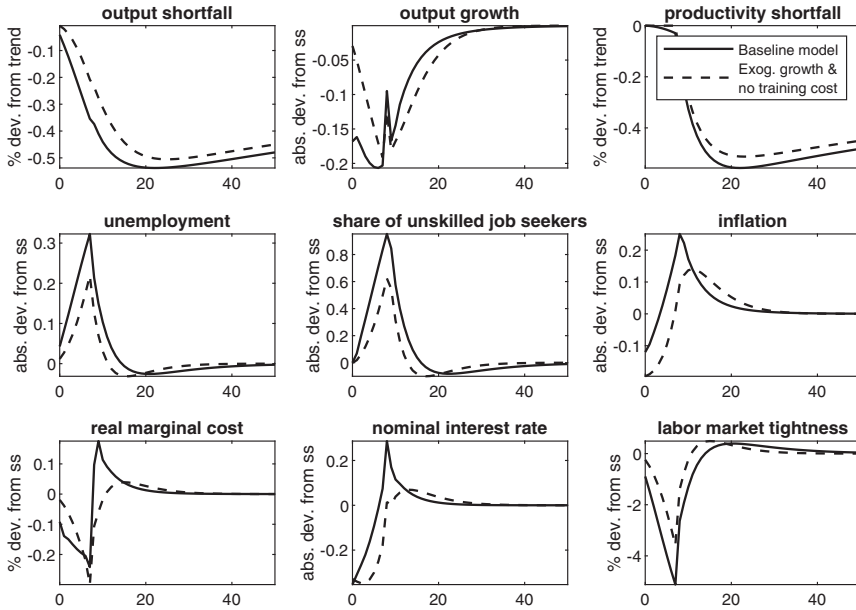 output shortfall
% dev. from trend
-0.1
-0.2
-0.3
-0.4
-0.5
0
20
40
output growth
abs. dev. from ss
-0.05
-0.1
-0.15
-0.2
0
20
40
productivity shortfall
% dev. from trend
0
-0.2
-0.4
0
20
40
Baseline model
Exog. growth &
no training cost
unemployment
abs. dev. from ss
0.3
0.2
0.1
0
0
20
40
share of unskilled job seekers
abs. dev. from ss
0.8
0.6
0.4
0.2
0
0
20
40
inflation
abs. dev. from ss
0.2
0.1
0
-0.1
0
20
40
real marginal cost
% dev. from ss
0.1
0
-0.1
-0.2
0
20
40
nominal interest rate
abs. dev. from ss
0.2
0
-0.2
0
20
40
labor market tightness
% dev. from ss
0
-2
-4
0
20
40